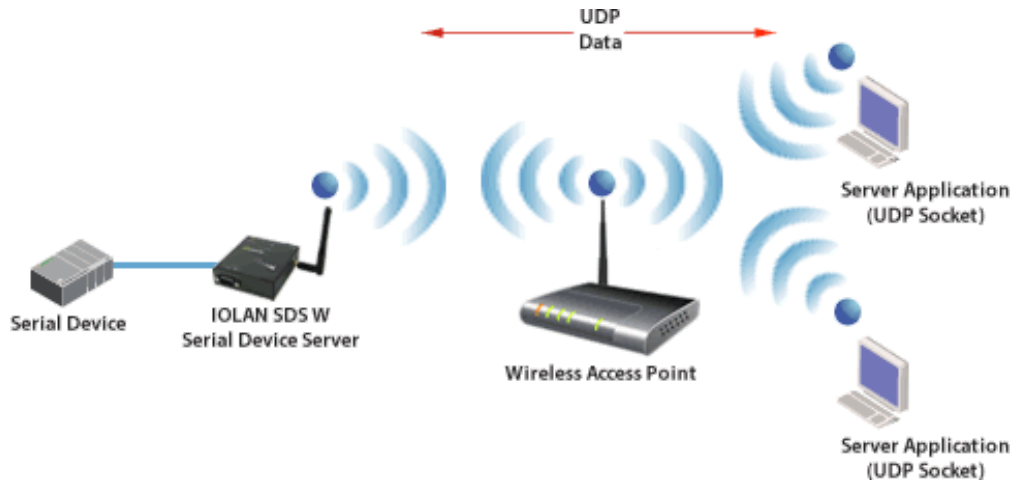 UDP
Data
Server Application
(UDP Socket)
Serial Device
IOLAN SDS W
Serial Device Server
Wireless Access Point
Server Application
(UDP Socket)